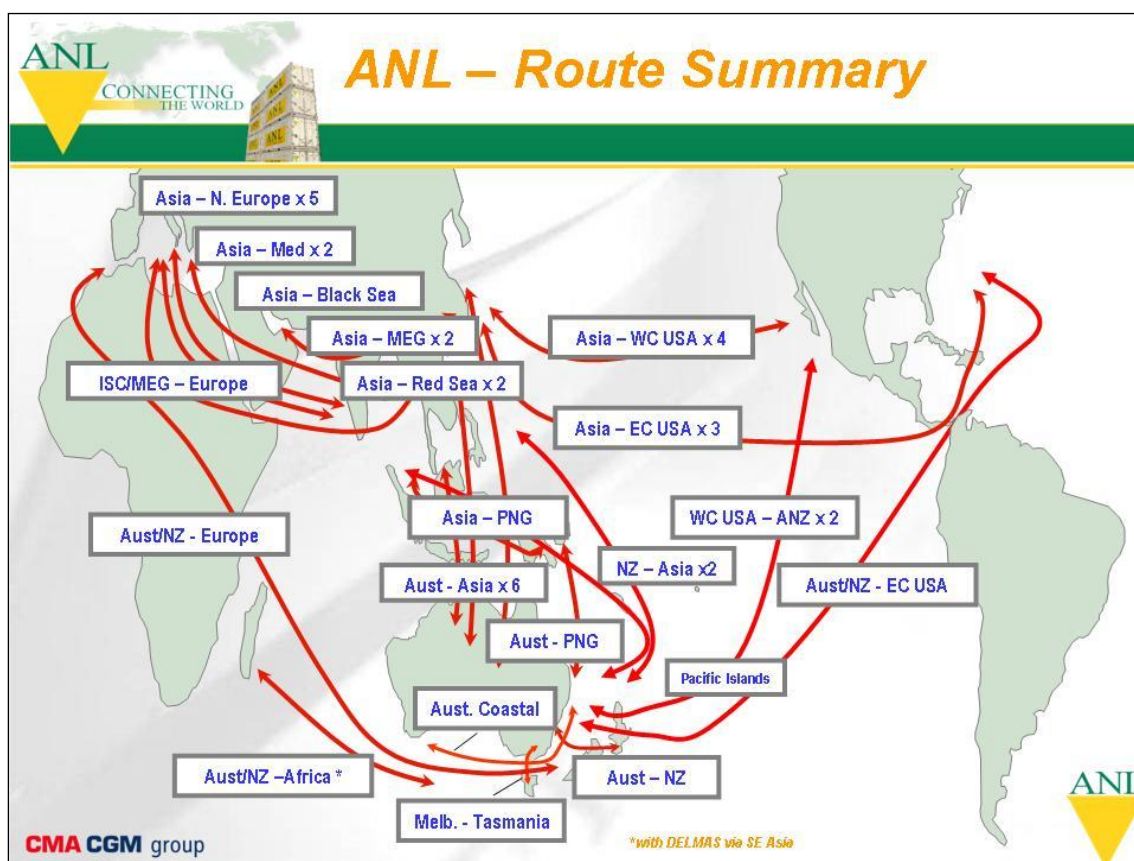 ANL
CONNECTING
THE WORLD
ANL – Route Summary
Asia – N. Europe x 5
Asia – Med x 2
Asia – Black Sea
Asia – MEG x 2
Asia – WC USA x 4
ISC/MEG – Europe
Asia – Red Sea x 2
Asia – EC USA x 3
Asia – PNG
WC USA – ANZ x 2
Aust/NZ - Europe
NZ – Asia x2
Aust - Asia x 6
Aust/NZ - EC USA
Aust - PNG
Pacific Islands
Aust. Coastal
Aust/NZ –Africa *
Aust – NZ
Melb. - Tasmania
ANL
CMA CGM group
*with DELMAS via SE Asia